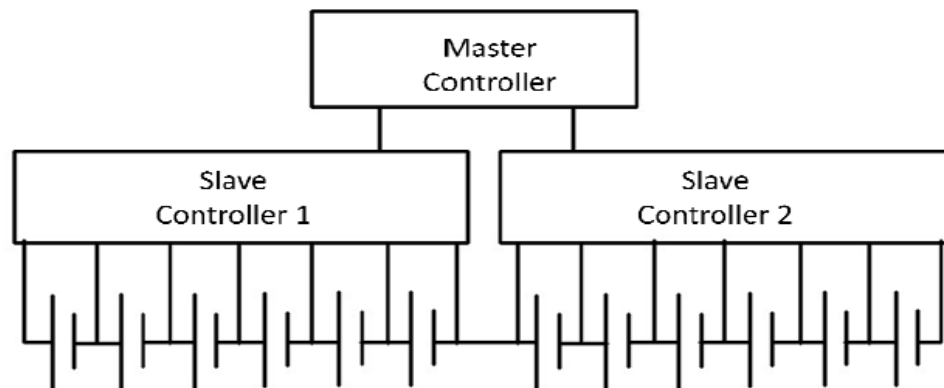 Master
Controller
Slave
Controller 1
Slave
Controller 2